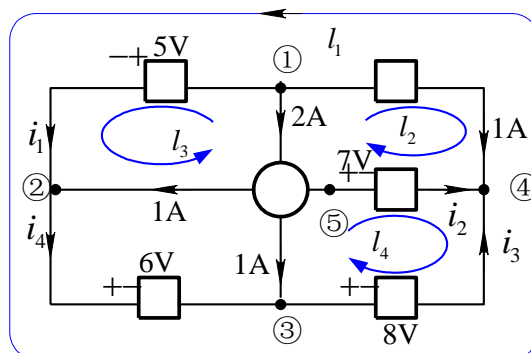 l₁
− + 5V ①
i₁ l₃ 2A l₂ 1A
7V
+ −
② 1A ⑤ i₂ ④
i₄ 1A l₄ i₃
6V
+ − + −
③ 8V